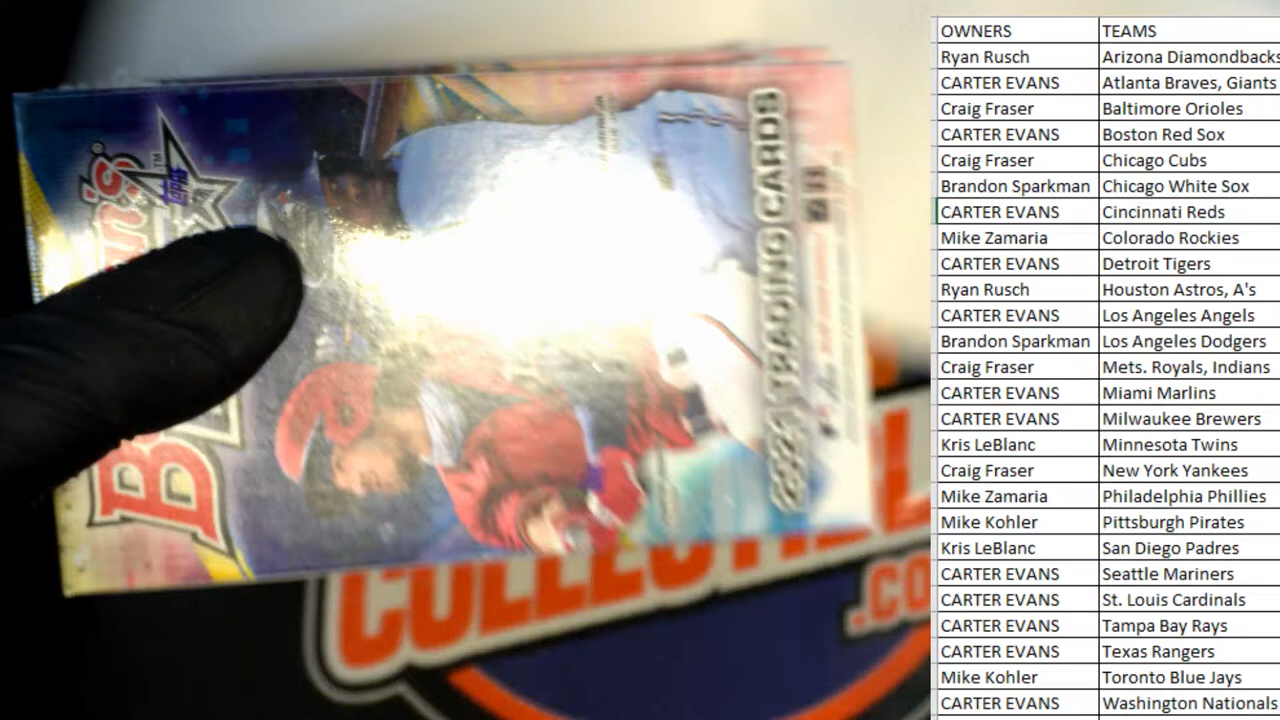 topps
2021 TRADING CARDS
COLLECTIBL
.CO
OWNERS TEAMS
Ryan Rusch Arizona Diamondbacks
CARTER EVANS Atlanta Braves, Giants
Craig Fraser Baltimore Orioles
CARTER EVANS Boston Red Sox
Craig Fraser Chicago Cubs
Brandon Sparkman Chicago White Sox
CARTER EVANS Cincinnati Reds
Mike Zamaria Colorado Rockies
CARTER EVANS Detroit Tigers
Ryan Rusch Houston Astros, A's
CARTER EVANS Los Angeles Angels
Brandon Sparkman Los Angeles Dodgers
Craig Fraser Mets. Royals, Indians
CARTER EVANS Miami Marlins
CARTER EVANS Milwaukee Brewers
Kris LeBlanc Minnesota Twins
Craig Fraser New York Yankees
Mike Zamaria Philadelphia Phillies
Mike Kohler Pittsburgh Pirates
Kris LeBlanc San Diego Padres
CARTER EVANS Seattle Mariners
CARTER EVANS St. Louis Cardinals
CARTER EVANS Tampa Bay Rays
CARTER EVANS Texas Rangers
Mike Kohler Toronto Blue Jays
CARTER EVANS Washington Nationals